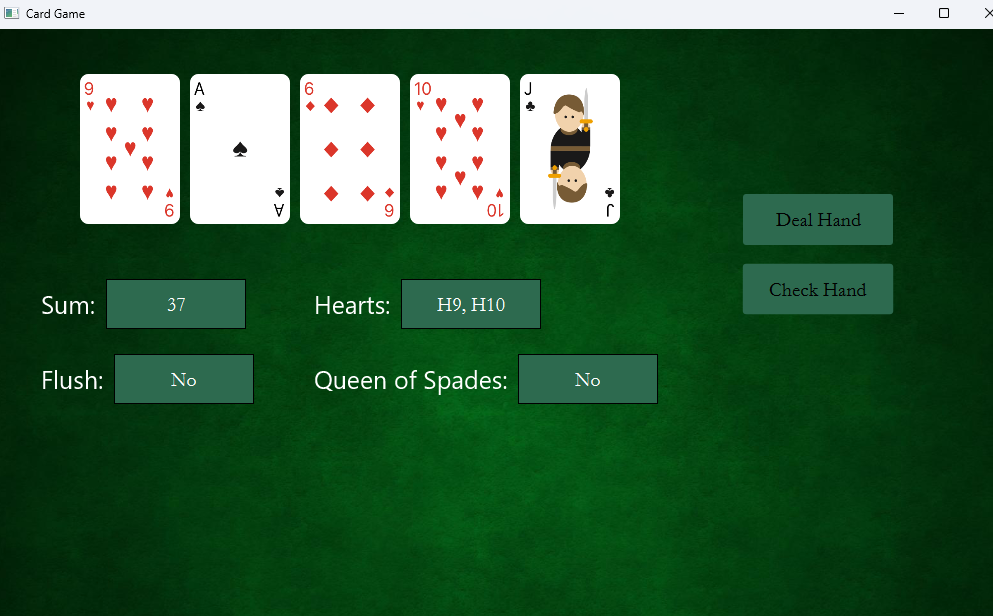 Card Game
9 A 6 10 J
9 A 6 10 J
Deal Hand
Check Hand
Sum: 37 Hearts: H9, H10
Flush: No Queen of Spades: No